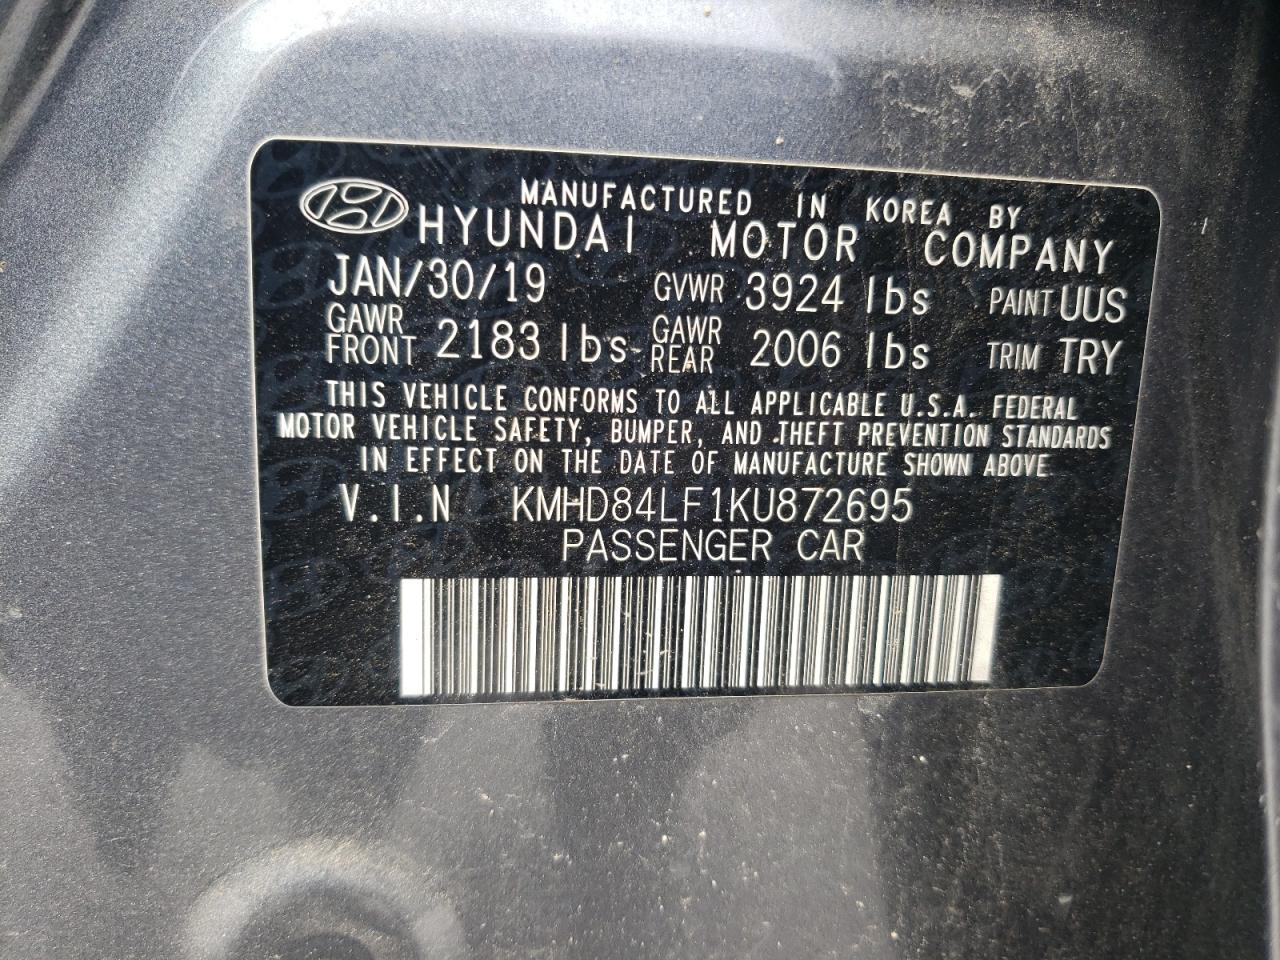 MANUFACTURED IN KOREA BY
HYUNDAI MOTOR COMPANY
JAN/30/19 GVWR 3924 lbs PAINT UUS
GAWR FRONT 2183 lbs GAWR REAR 2006 lbs TRIM TRY
THIS VEHICLE CONFORMS TO ALL APPLICABLE U.S.A. FEDERAL
MOTOR VEHICLE SAFETY, BUMPER, AND THEFT PREVENTION STANDARDS
IN EFFECT ON THE DATE OF MANUFACTURE SHOWN ABOVE
V.I.N KMHD84LF1KU872695
PASSENGER CAR